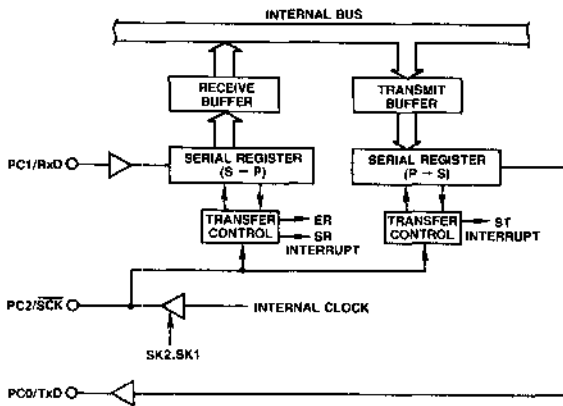 INTERNAL BUS
RECEIVE
BUFFER
TRANSMIT
BUFFER
PC1/RxD
SERIAL REGISTER
(S – P)
SERIAL REGISTER
(P → S)
TRANSFER
CONTROL
ER
SR
INTERRUPT
TRANSFER
CONTROL
ST
INTERRUPT
PC2/S̅C̅K̅
INTERNAL CLOCK
SK2.SK1
PC0/TxD